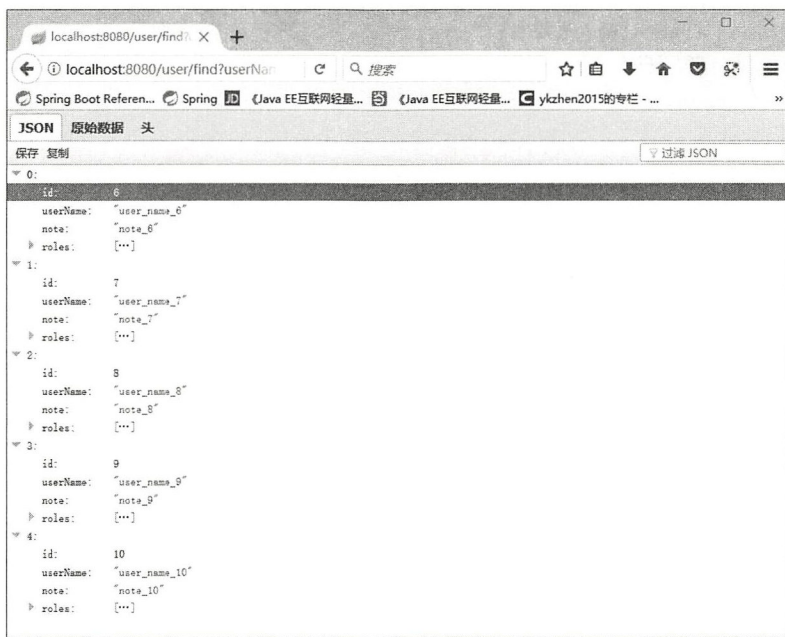 localhost:8080/user/find?
localhost:8080/user/find?userNa
搜索
Spring Boot Referen... Spring 《Java EE互联网轻量... 《Java EE互联网轻量... ykzhen2015的专栏 - ...
JSON 原始数据 头
保存 复制
过滤 JSON
0:
id: 6
userName: "user_name_6"
note: "note_6"
roles: […]
1:
id: 7
userName: "user_name_7"
note: "note_7"
roles: […]
2:
id: 8
userName: "user_name_8"
note: "note_8"
roles: […]
3:
id: 9
userName: "user_name_9"
note: "note_9"
roles: […]
4:
id: 10
userName: "user_name_10"
note: "note_10"
roles: […]